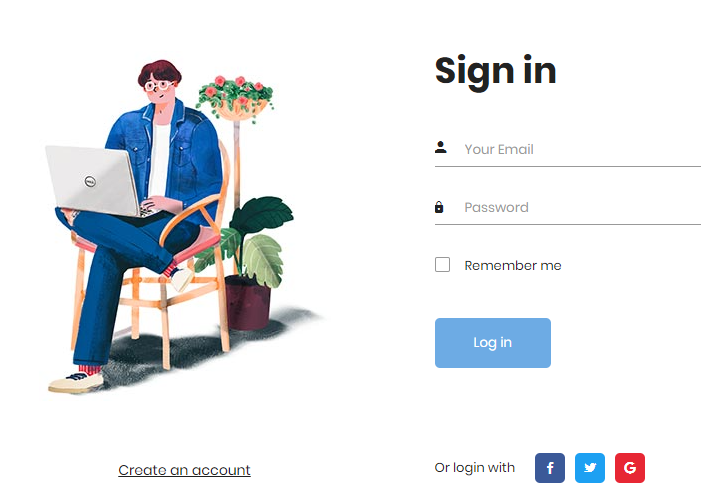 Sign in
Your Email
Password
Remember me
Log in
Create an account
Or login with